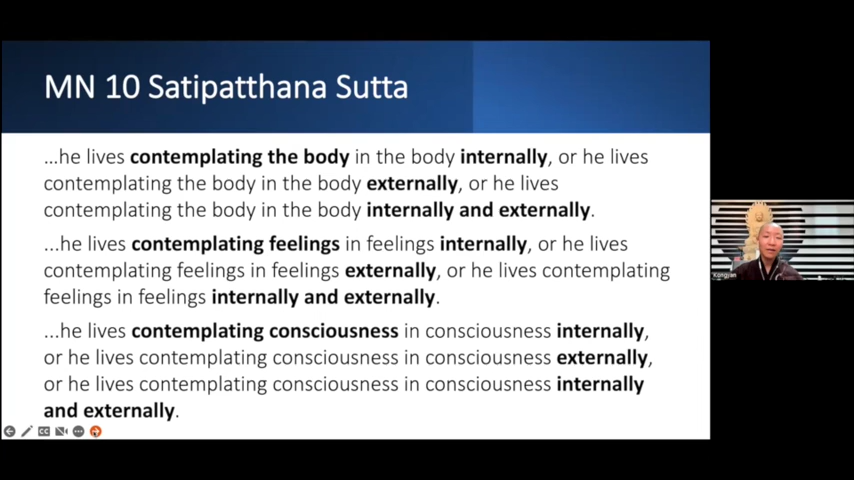 MN 10 Satipatthana Sutta
...he lives contemplating the body in the body internally, or he lives
contemplating the body in the body externally, or he lives
contemplating the body in the body internally and externally.
...he lives contemplating feelings in feelings internally, or he lives
contemplating feelings in feelings externally, or he lives contemplating
feelings in feelings internally and externally.
...he lives contemplating consciousness in consciousness internally,
or he lives contemplating consciousness in consciousness externally,
or he lives contemplating consciousness in consciousness internally
and externally.